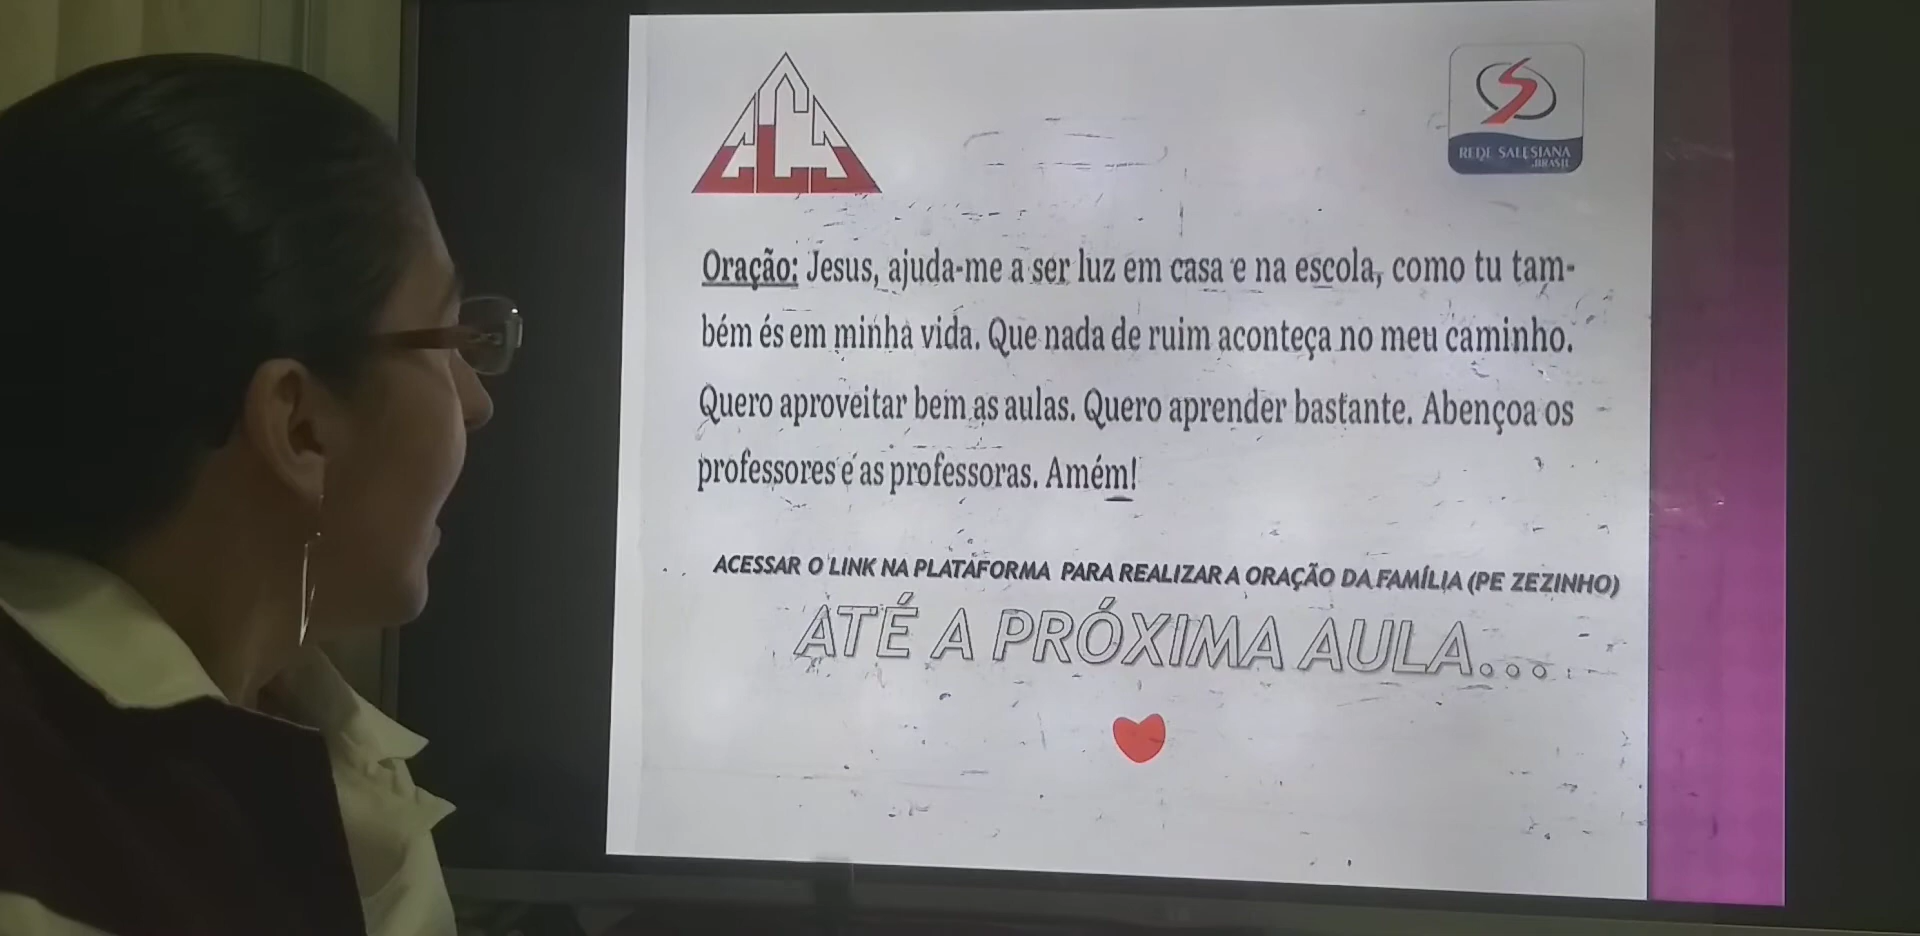 CLCJ
REDE SALESIANA
.BRASIL
Oração: Jesus, ajuda-me a ser luz em casa e na escola, como tu tam-
bém és em minha vida. Que nada de ruim aconteça no meu caminho.
Quero aproveitar bem as aulas. Quero aprender bastante. Abençoa os
professores e as professoras. Amém!
ACESSAR O LINK NA PLATAFORMA PARA REALIZAR A ORAÇÃO DA FAMÍLIA (PE ZEZINHO)
ATÉ A PRÓXIMA AULA...